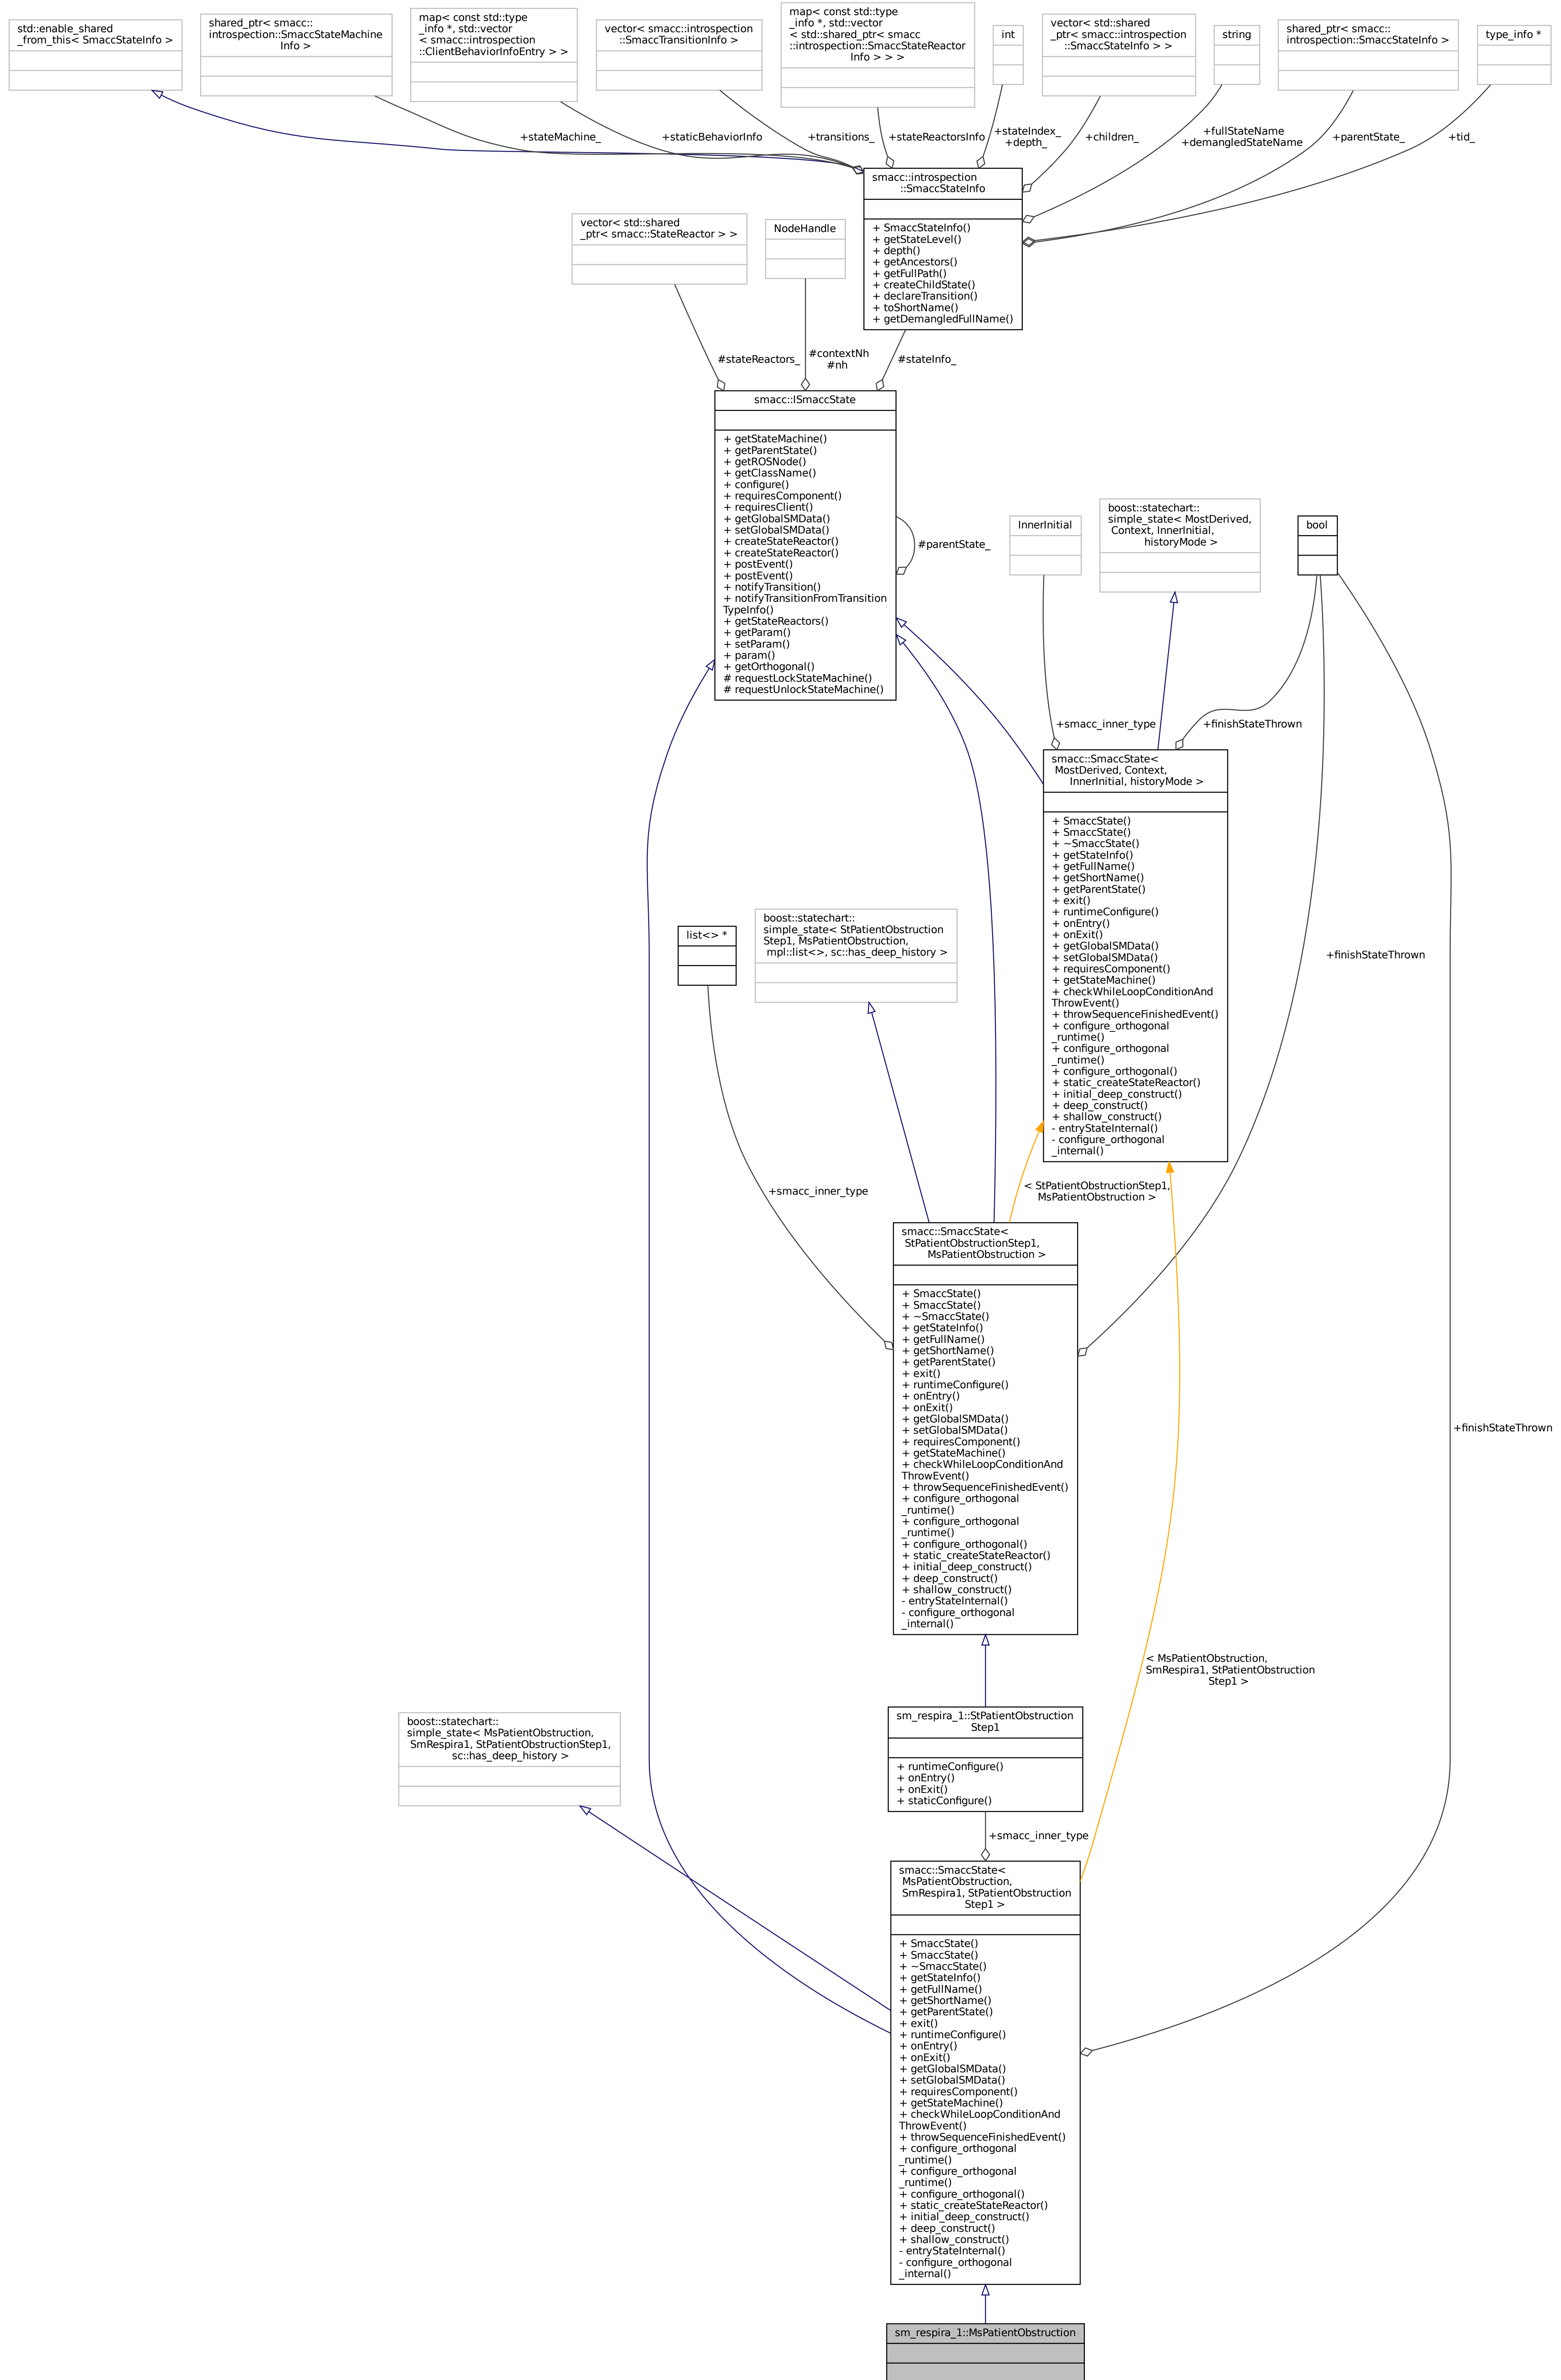 std::enable_shared
_from_this< SmaccStateInfo >
shared_ptr< smacc::
introspection::SmaccStateMachine
Info >
map< const std::type
_info *, std::vector
< smacc::introspection
::ClientBehaviorInfoEntry > >
vector< smacc::introspection
::SmaccTransitionInfo >
map< const std::type
_info *, std::vector
< std::shared_ptr< smacc
::introspection::SmaccStateReactor
Info > > >
int
vector< std::shared
_ptr< smacc::introspection
::SmaccStateInfo > >
string
shared_ptr< smacc::
introspection::SmaccStateInfo >
type_info *
+stateMachine_
+staticBehaviorInfo
+transitions_
+stateReactorsInfo
+stateIndex_
+depth_
+children_
+fullStateName
+demangledStateName
+parentState_
+tid_
smacc::introspection
::SmaccStateInfo
+ SmaccStateInfo()
+ getStateLevel()
+ depth()
+ getAncestors()
+ getFullPath()
+ createChildState()
+ declareTransition()
+ toShortName()
+ getDemangledFullName()
vector< std::shared
_ptr< smacc::StateReactor > >
NodeHandle
#stateReactors_
#contextNh
#nh
#stateInfo_
smacc::ISmaccState
+ getStateMachine()
+ getParentState()
+ getROSNode()
+ getClassName()
+ configure()
+ requiresComponent()
+ requiresClient()
+ getGlobalSMData()
+ setGlobalSMData()
+ createStateReactor()
+ createStateReactor()
+ postEvent()
+ postEvent()
+ notifyTransition()
+ notifyTransitionFromTransition
TypeInfo()
+ getStateReactors()
+ getParam()
+ setParam()
+ param()
+ getOrthogonal()
# requestLockStateMachine()
# requestUnlockStateMachine()
#parentState_
InnerInitial
boost::statechart::
simple_state< MostDerived,
Context, InnerInitial,
historyMode >
bool
+smacc_inner_type
+finishStateThrown
smacc::SmaccState<
MostDerived, Context,
InnerInitial, historyMode >
+ SmaccState()
+ SmaccState()
+ ~SmaccState()
+ getStateInfo()
+ getFullName()
+ getShortName()
+ getParentState()
+ exit()
+ runtimeConfigure()
+ onEntry()
+ onExit()
+ getGlobalSMData()
+ setGlobalSMData()
+ requiresComponent()
+ getStateMachine()
+ checkWhileLoopConditionAnd
ThrowEvent()
+ throwSequenceFinishedEvent()
+ configure_orthogonal
_runtime()
+ configure_orthogonal
_runtime()
+ configure_orthogonal()
+ static_createStateReactor()
+ initial_deep_construct()
+ deep_construct()
+ shallow_construct()
- entryStateInternal()
- configure_orthogonal
_internal()
list<> *
boost::statechart::
simple_state< StPatientObstruction
Step1, MsPatientObstruction,
mpl::list<>, sc::has_deep_history >
+finishStateThrown
+smacc_inner_type
< StPatientObstructionStep1,
MsPatientObstruction >
smacc::SmaccState<
StPatientObstructionStep1,
MsPatientObstruction >
+ SmaccState()
+ SmaccState()
+ ~SmaccState()
+ getStateInfo()
+ getFullName()
+ getShortName()
+ getParentState()
+ exit()
+ runtimeConfigure()
+ onEntry()
+ onExit()
+ getGlobalSMData()
+ setGlobalSMData()
+ requiresComponent()
+ getStateMachine()
+ checkWhileLoopConditionAnd
ThrowEvent()
+ throwSequenceFinishedEvent()
+ configure_orthogonal
_runtime()
+ configure_orthogonal
_runtime()
+ configure_orthogonal()
+ static_createStateReactor()
+ initial_deep_construct()
+ deep_construct()
+ shallow_construct()
- entryStateInternal()
- configure_orthogonal
_internal()
+finishStateThrown
< MsPatientObstruction,
SmRespira1, StPatientObstruction
Step1 >
boost::statechart::
simple_state< MsPatientObstruction,
SmRespira1, StPatientObstructionStep1,
sc::has_deep_history >
sm_respira_1::StPatientObstruction
Step1
+ runtimeConfigure()
+ onEntry()
+ onExit()
+ staticConfigure()
+smacc_inner_type
smacc::SmaccState<
MsPatientObstruction,
SmRespira1, StPatientObstruction
Step1 >
+ SmaccState()
+ SmaccState()
+ ~SmaccState()
+ getStateInfo()
+ getFullName()
+ getShortName()
+ getParentState()
+ exit()
+ runtimeConfigure()
+ onEntry()
+ onExit()
+ getGlobalSMData()
+ setGlobalSMData()
+ requiresComponent()
+ getStateMachine()
+ checkWhileLoopConditionAnd
ThrowEvent()
+ throwSequenceFinishedEvent()
+ configure_orthogonal
_runtime()
+ configure_orthogonal
_runtime()
+ configure_orthogonal()
+ static_createStateReactor()
+ initial_deep_construct()
+ deep_construct()
+ shallow_construct()
- entryStateInternal()
- configure_orthogonal
_internal()
sm_respira_1::MsPatientObstruction